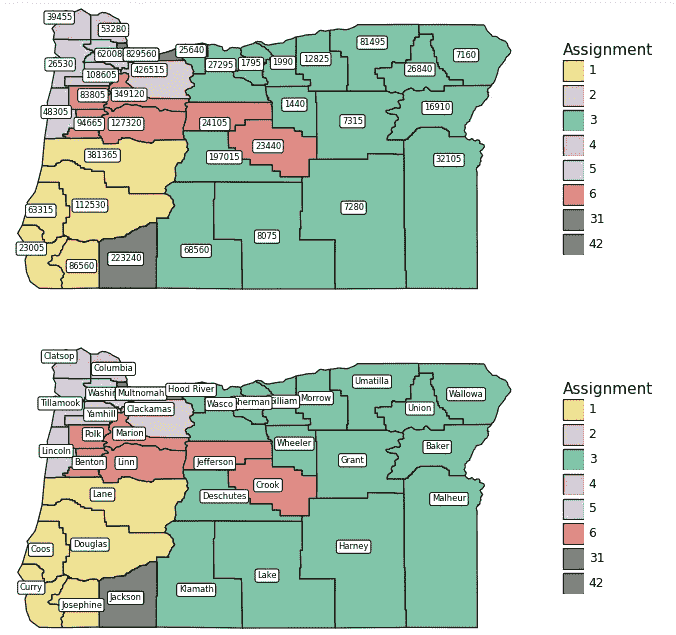 39455
53280
Assignment
81495
25640
62008
829560
7160
1
26530
27295
1795
1990
12825
26840
426515
108605
2
83805
349120
3
48305
1440
16910
94665
127320
24105
7315
4
23440
381365
197015
32105
5
6
63315
112530
7280
31
23005
8075
68560
42
86560
223240
Clatsop
Columbia
Assignment
Umatilla
Hood River
Multnomah
Wallowa
1
Tillamook
Wasco
Morrow
Union
Clackamas
Yamhill
2
Polk
Marion
3
Lincoln
Wheeler
Baker
Benton
Linn
Jefferson
Grant
4
Crook
Lane
Deschutes
Malheur
5
6
Coos
Douglas
Harney
31
Curry
Lake
Klamath
42
Josephine
Jackson